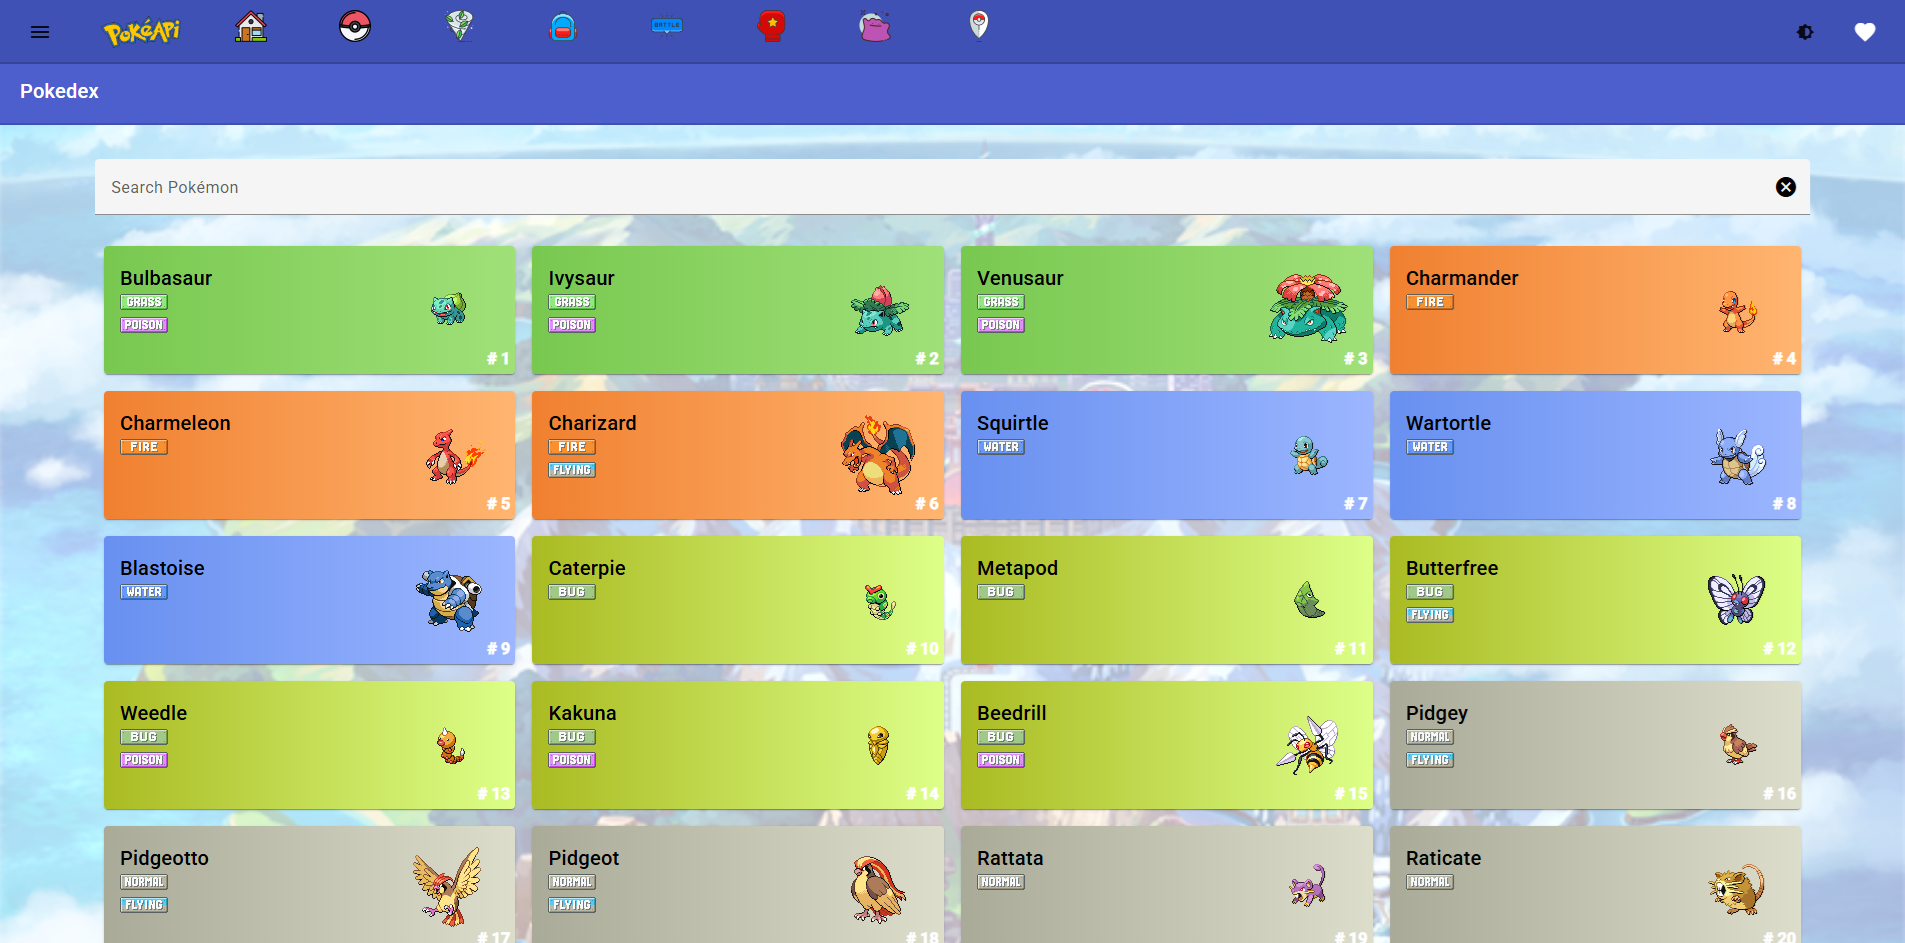 PokéApi
BATTLE
Pokedex
Search Pokémon
Bulbasaur
GRASS
POISON
# 1
Ivysaur
GRASS
POISON
# 2
Venusaur
GRASS
POISON
# 3
Charmander
FIRE
# 4
Charmeleon
FIRE
# 5
Charizard
FIRE
FLYING
# 6
Squirtle
WATER
# 7
Wartortle
WATER
# 8
Blastoise
WATER
# 9
Caterpie
BUG
# 10
Metapod
BUG
# 11
Butterfree
BUG
FLYING
# 12
Weedle
BUG
POISON
# 13
Kakuna
BUG
POISON
# 14
Beedrill
BUG
POISON
# 15
Pidgey
NORMAL
FLYING
# 16
Pidgeotto
NORMAL
FLYING
# 17
Pidgeot
NORMAL
FLYING
# 18
Rattata
NORMAL
# 19
Raticate
NORMAL
# 20